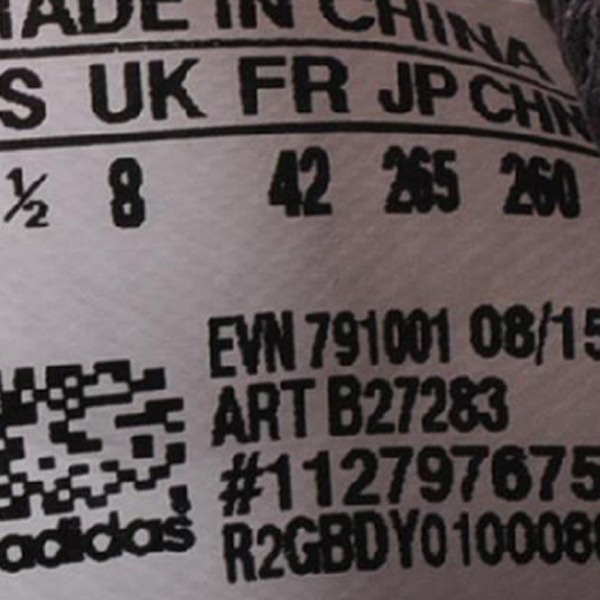 MADE IN CHINA
S UK FR JP CHN
½ 8 42 265 260
EVN 791001 08/15
ART B27283
#112797675
R2GBDY0100080
adidas